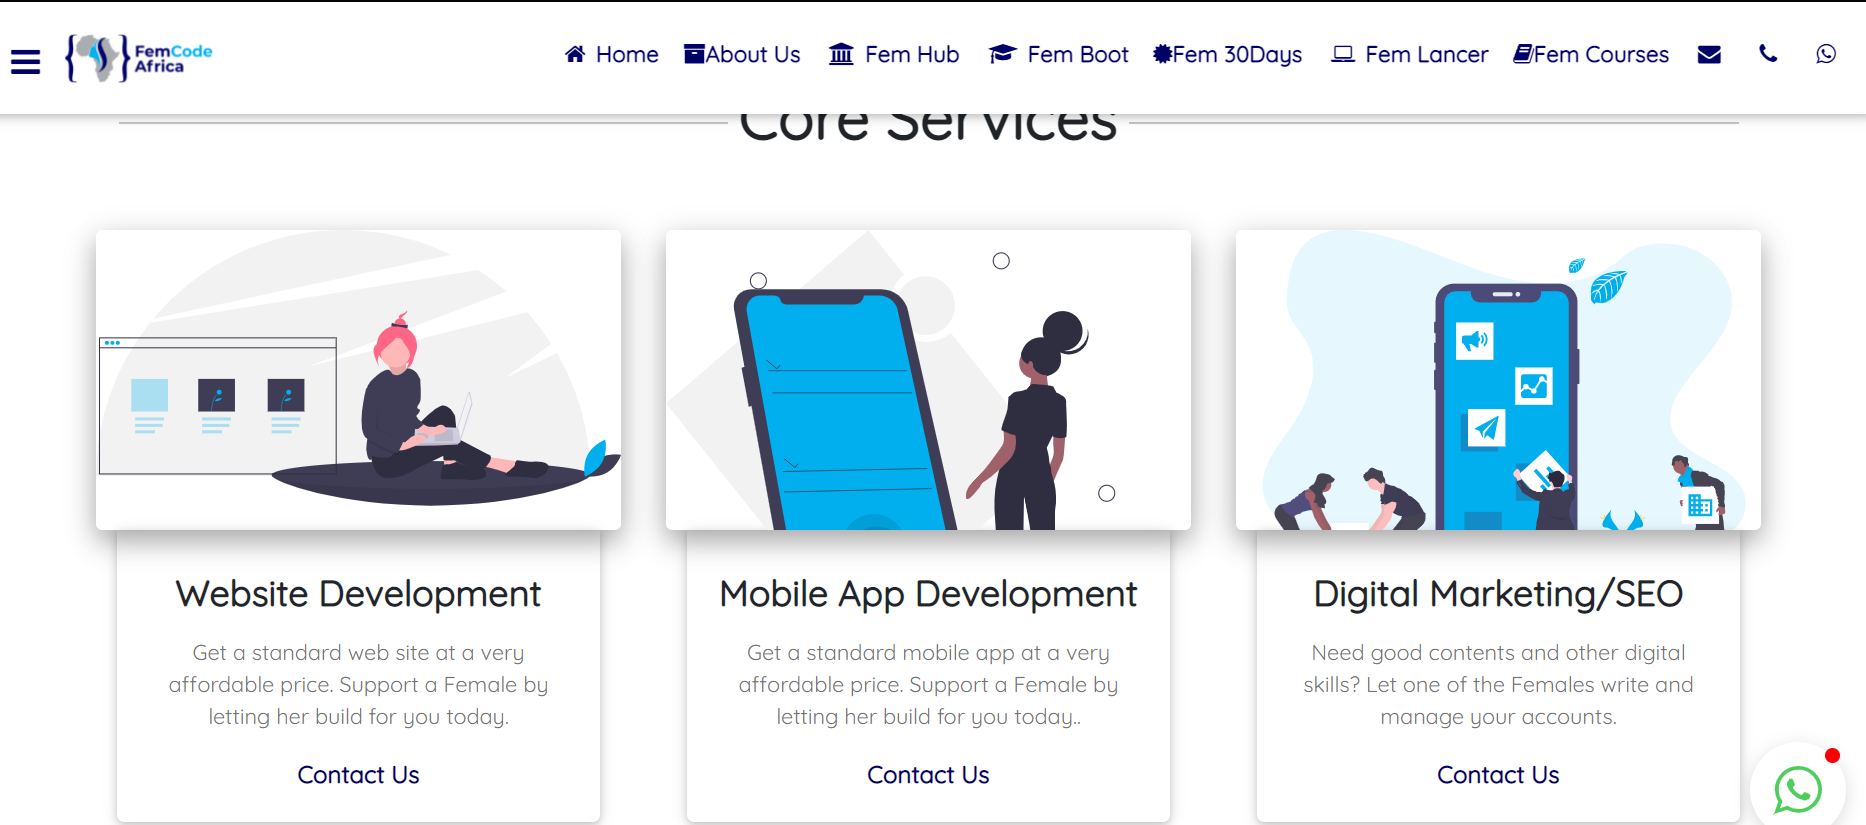 FemCode
Africa
Home About Us Fem Hub Fem Boot Fem 30Days Fem Lancer Fem Courses
Core Services
Website Development
Get a standard web site at a very
affordable price. Support a Female by
letting her build for you today.
Contact Us
Mobile App Development
Get a standard mobile app at a very
affordable price. Support a Female by
letting her build for you today..
Contact Us
Digital Marketing/SEO
Need good contents and other digital
skills? Let one of the Females write and
manage your accounts.
Contact Us